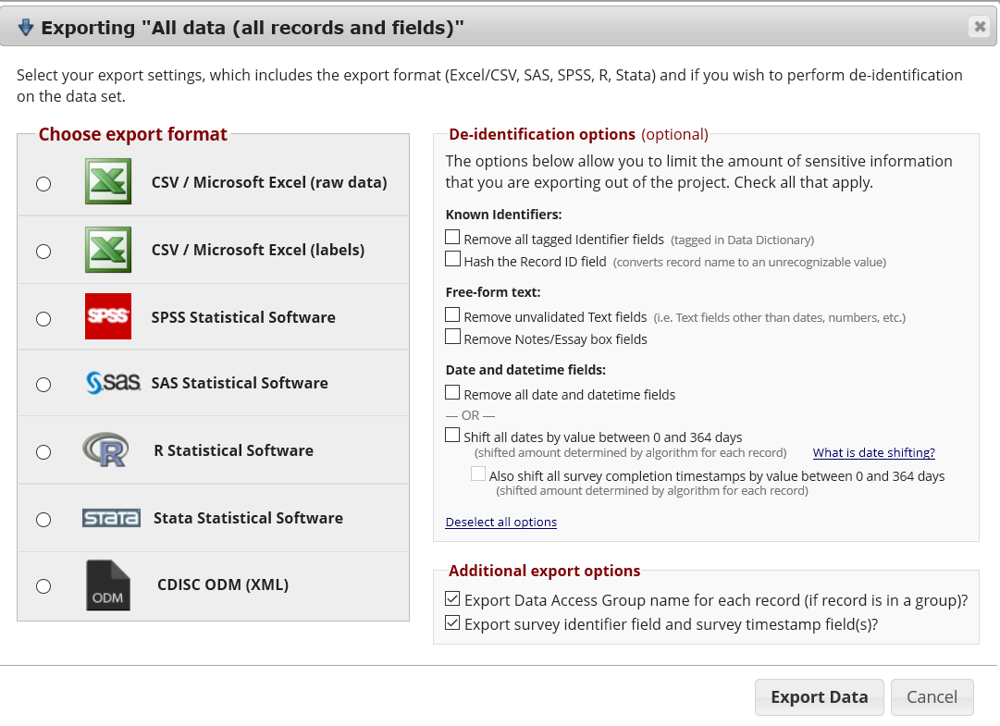 Exporting "All data (all records and fields)"
Select your export settings, which includes the export format (Excel/CSV, SAS, SPSS, R, Stata) and if you wish to perform de-identification
on the data set.
Choose export format
CSV / Microsoft Excel (raw data)
CSV / Microsoft Excel (labels)
SPSS SPSS Statistical Software
sas SAS Statistical Software
R R Statistical Software
STATA Stata Statistical Software
ODM CDISC ODM (XML)
De-identification options (optional)
The options below allow you to limit the amount of sensitive information
that you are exporting out of the project. Check all that apply.
Known Identifiers:
Remove all tagged Identifier fields (tagged in Data Dictionary)
Hash the Record ID field (converts record name to an unrecognizable value)
Free-form text:
Remove unvalidated Text fields (i.e. Text fields other than dates, numbers, etc.)
Remove Notes/Essay box fields
Date and datetime fields:
Remove all date and datetime fields
— OR —
Shift all dates by value between 0 and 364 days
(shifted amount determined by algorithm for each record) What is date shifting?
Also shift all survey completion timestamps by value between 0 and 364 days
(shifted amount determined by algorithm for each record)
Deselect all options
Additional export options
Export Data Access Group name for each record (if record is in a group)?
Export survey identifier field and survey timestamp field(s)?
Export Data Cancel